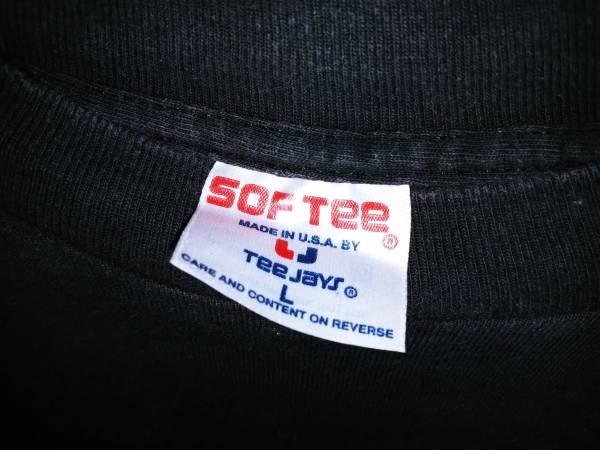 SOF TEE ®
MADE IN U.S.A. BY
TEE JAYS ®
L
CARE AND CONTENT ON REVERSE